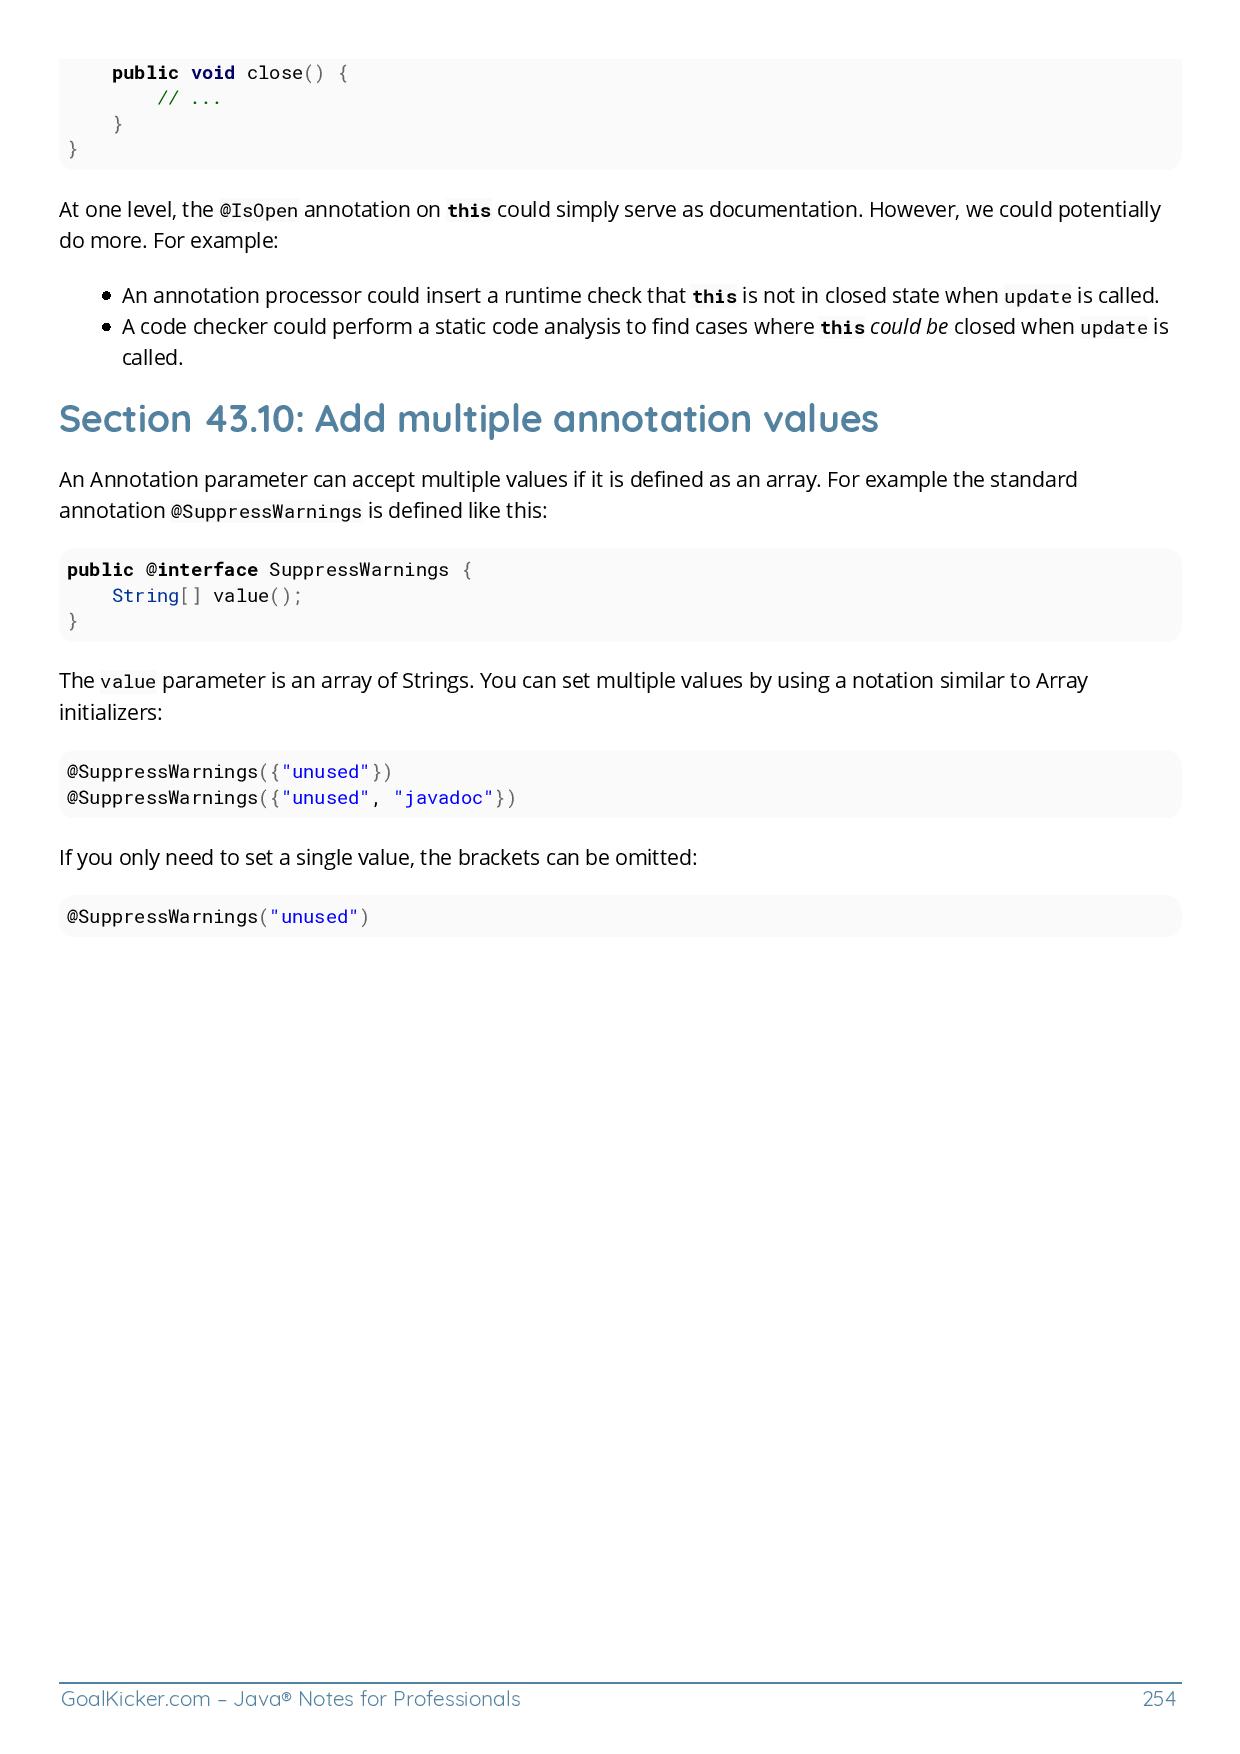 public void close() {
        // ...
    }
}
At one level, the @IsOpen annotation on this could simply serve as documentation. However, we could potentially
do more. For example:
● An annotation processor could insert a runtime check that this is not in closed state when update is called.
● A code checker could perform a static code analysis to find cases where this could be closed when update is
called.
Section 43.10: Add multiple annotation values
An Annotation parameter can accept multiple values if it is defined as an array. For example the standard
annotation @SuppressWarnings is defined like this:
public @interface SuppressWarnings {
    String[] value();
}
The value parameter is an array of Strings. You can set multiple values by using a notation similar to Array
initializers:
@SuppressWarnings({"unused"})
@SuppressWarnings({"unused", "javadoc"})
If you only need to set a single value, the brackets can be omitted:
@SuppressWarnings("unused")
GoalKicker.com – Java® Notes for Professionals 254